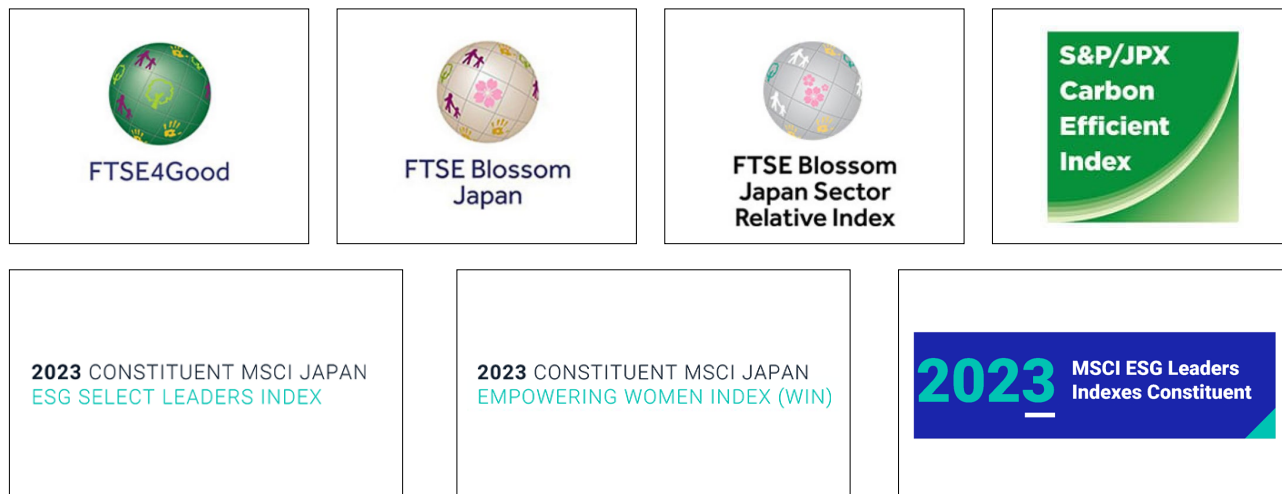 FTSE4Good
FTSE Blossom
Japan
FTSE Blossom
Japan Sector
Relative Index
S&P/JPX
Carbon
Efficient
Index
2023 CONSTITUENT MSCI JAPAN
ESG SELECT LEADERS INDEX
2023 CONSTITUENT MSCI JAPAN
EMPOWERING WOMEN INDEX (WIN)
2023
MSCI ESG Leaders
Indexes Constituent